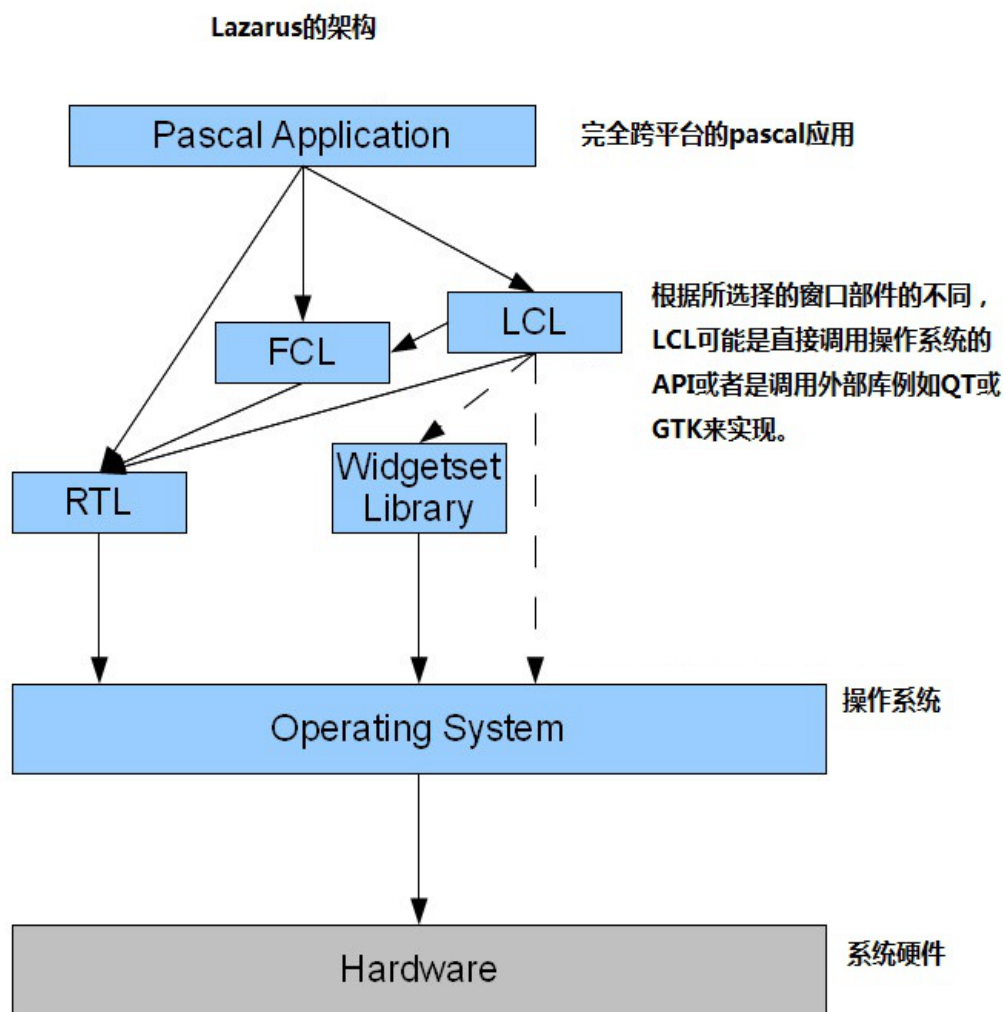 Lazarus的架构
Pascal Application
完全跨平台的pascal应用
LCL
根据所选择的窗口部件的不同，
LCL可能是直接调用操作系统的
API或者是调用外部库例如QT或
GTK来实现。
FCL
Widgetset
Library
RTL
Operating System
操作系统
Hardware
系统硬件